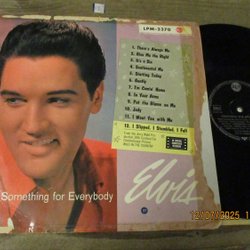 LPM-2370
1. There's Always Me
2. Give Me the Right
3. It's a Sin
4. Sentimental Me
5. Starting Today
6. Gently
7. I'm Comin' Home
8. In Your Arms
9. Put the Blame on Me
10. Judy
11. I Want You with Me
12. I Slipped, I Stumbled, I Fell
Something for Everybody
Elvis
12/07/2025 13:00